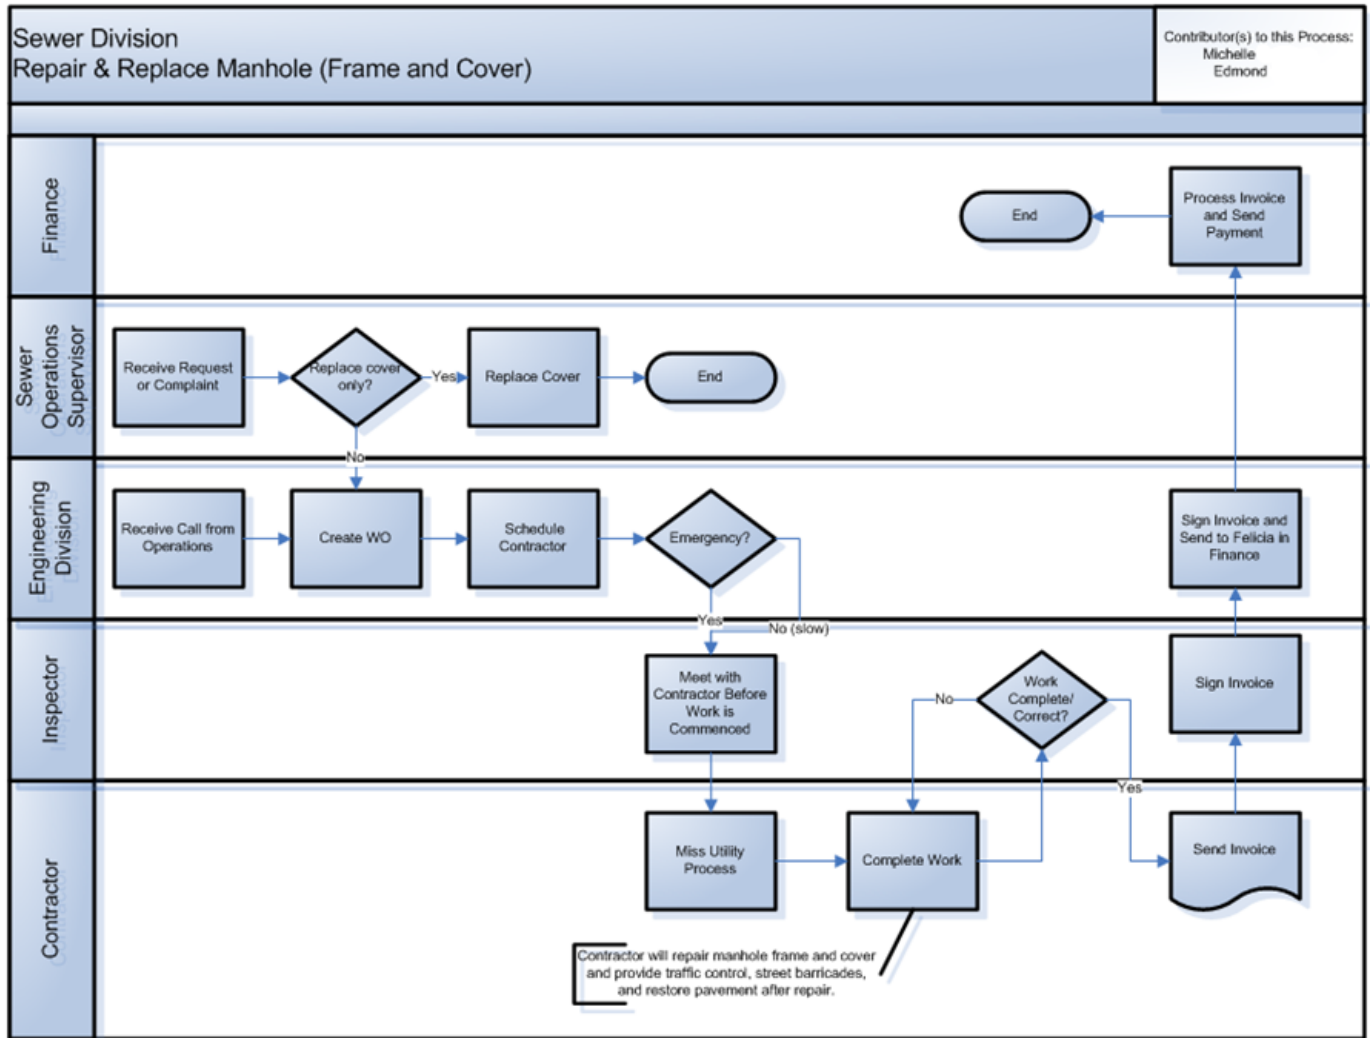 Sewer Division
Repair & Replace Manhole (Frame and Cover)
Contributor(s) to this Process:
Michelle
Edmond
Finance
End
Process Invoice
and Send
Payment
Sewer
Operations
Supervisor
Receive Request
or Complaint
Replace cover
only?
Yes
Replace Cover
End
No
Engineering
Division
Receive Call from
Operations
Create WO
Schedule
Contractor
Emergency?
Sign Invoice and
Send to Felicia in
Finance
Yes
No (slow)
Inspector
Meet with
Contractor Before
Work is
Commenced
No
Work
Complete/
Correct?
Sign Invoice
Yes
Contractor
Miss Utility
Process
Complete Work
Send Invoice
Contractor will repair manhole frame and cover
and provide traffic control, street barricades,
and restore pavement after repair.